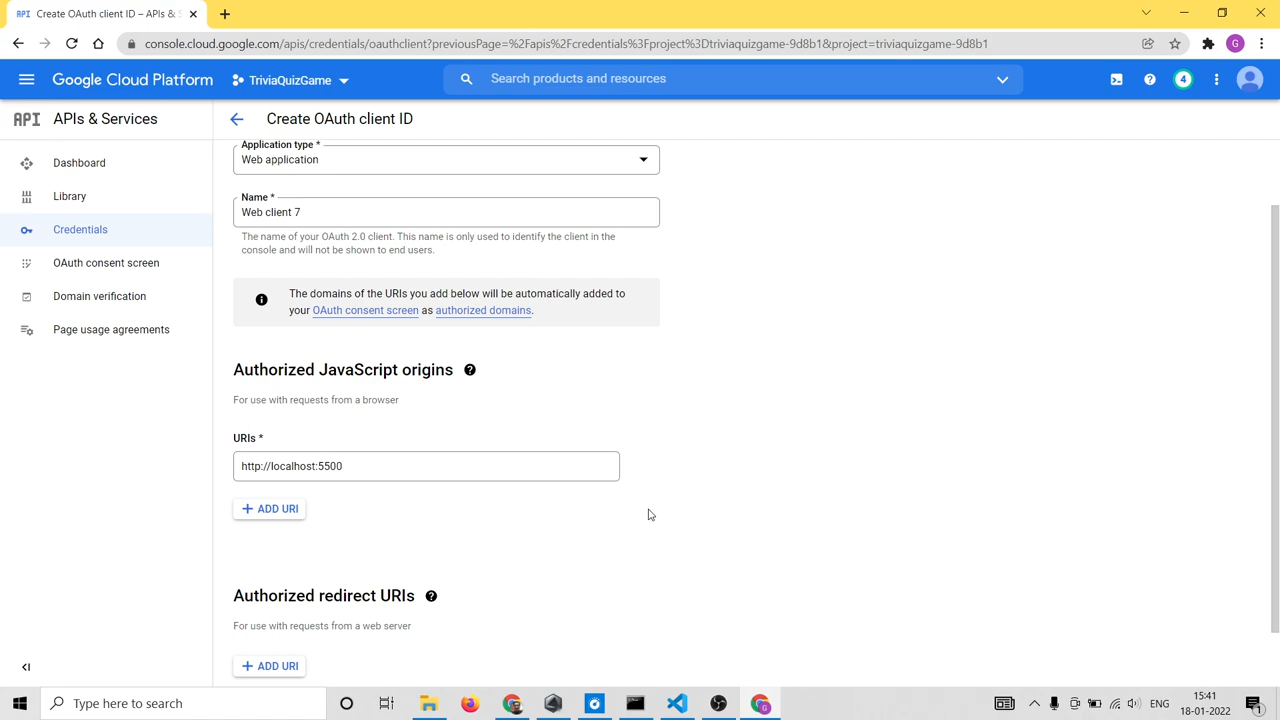 API Create OAuth client ID – APIs & S
console.cloud.google.com/apis/credentials/oauthclient?previousPage=%2Fapis%2Fcredentials%3Fproject%3Dtriviaquizgame-9d8b1&project=triviaquizgame-9d8b1
G
Google Cloud Platform
TriviaQuizGame
Search products and resources
4
API APIs & Services
Create OAuth client ID
Dashboard
Library
Credentials
OAuth consent screen
Domain verification
Page usage agreements
Application type *
Web application
Name *
Web client 7
The name of your OAuth 2.0 client. This name is only used to identify the client in the
console and will not be shown to end users.
The domains of the URIs you add below will be automatically added to
your OAuth consent screen as authorized domains.
Authorized JavaScript origins
For use with requests from a browser
URIs *
http://localhost:5500
+ ADD URI
Authorized redirect URIs
For use with requests from a web server
+ ADD URI
Type here to search
G
ENG
15:41
18-01-2022
1